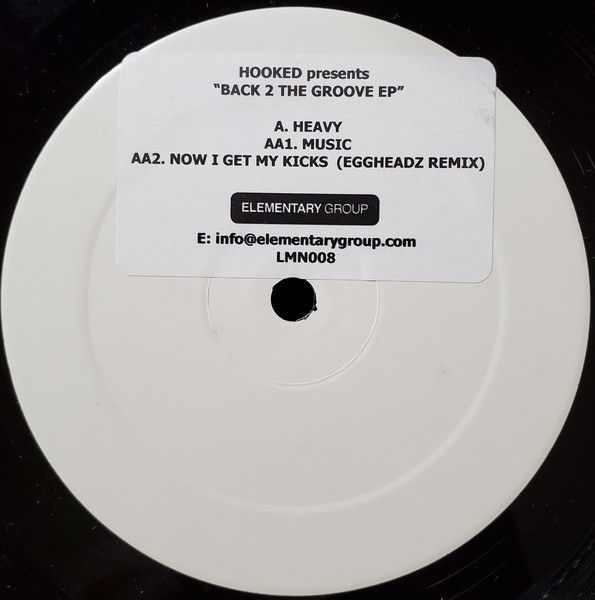 HOOKED presents
“BACK 2 THE GROOVE EP”
A. HEAVY
AA1. MUSIC
AA2. NOW I GET MY KICKS (EGGHEADZ REMIX)
ELEMENTARY GROUP
E: info@elementarygroup.com
LMN008